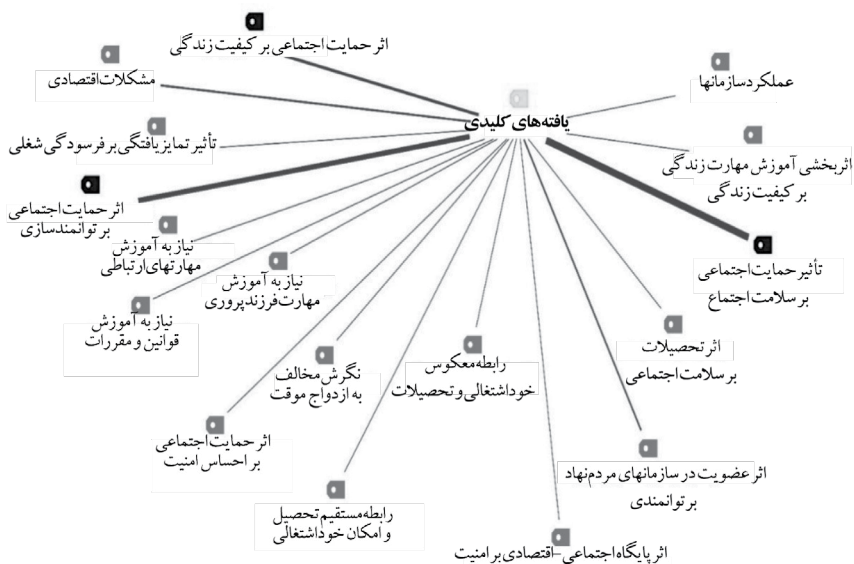 اثر حمایت اجتماعی بر کیفیت زندگی
مشکلات اقتصادی
عملکرد سازمانها
یافته‌های کلیدی
تأثیر تمایزیافتگی بر فرسودگی شغلی
اثربخشی آموزش مهارت زندگی
بر کیفیت زندگی
اثر حمایت اجتماعی
بر توانمندسازی
نیاز به آموزش
مهارتهای ارتباطی
نیاز به آموزش
مهارت فرزندپروری
تأثیر حمایت اجتماعی
بر سلامت اجتماع
نیاز به آموزش
قوانین و مقررات
نگرش مخالف
به ازدواج موقت
رابطه معکوس
خوداشتغالی و تحصیلات
اثر تحصیلات
بر سلامت اجتماعی
اثر حمایت اجتماعی
بر احساس امنیت
رابطه مستقیم تحصیل
و امکان خوداشتغالی
اثر عضویت در سازمانهای مردم نهاد
بر توانمندی
اثر پایگاه اجتماعی-اقتصادی بر امنیت